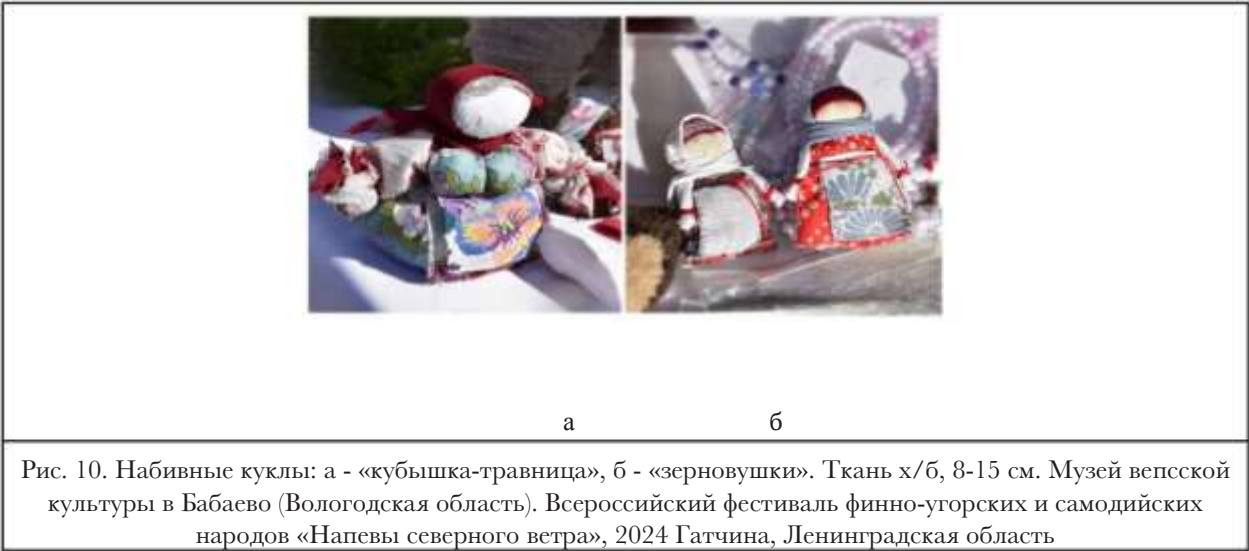 а б
Рис. 10. Набивные куклы: а - «кубышка-травница», б - «зерновушки». Ткань х/б, 8-15 см. Музей вепсской
культуры в Бабаево (Вологодская область). Всероссийский фестиваль финно-угорских и самодийских
народов «Напевы северного ветра», 2024 Гатчина, Ленинградская область